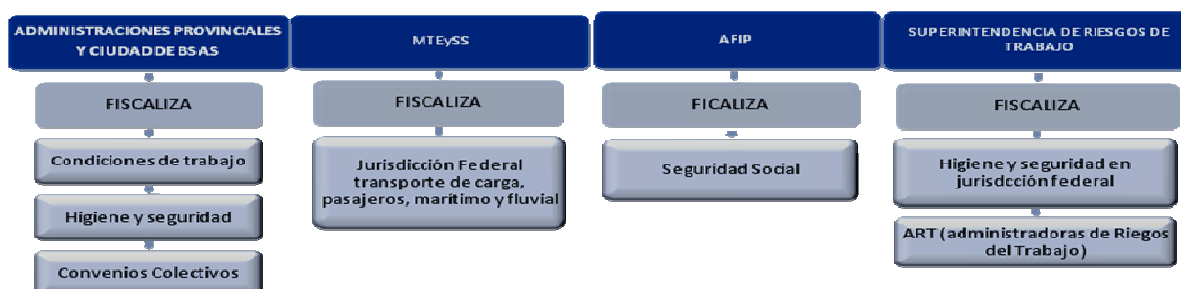 ADMINISTRACIONES PROVINCIALES
Y CIUDAD DE BS AS
FISCALIZA
Condiciones de trabajo
Higiene y seguridad
Convenios Colectivos
MTEySS
FISCALIZA
Jurisdicción Federal
transporte de carga,
pasajeros, marítimo y fluvial
AFIP
FICALIZA
Seguridad Social
SUPERINTENDENCIA DE RIESGOS DE
TRABAJO
FISCALIZA
Higiene y seguridad en
jurisdcción federal
ART (administradoras de Riegos
del Trabajo)